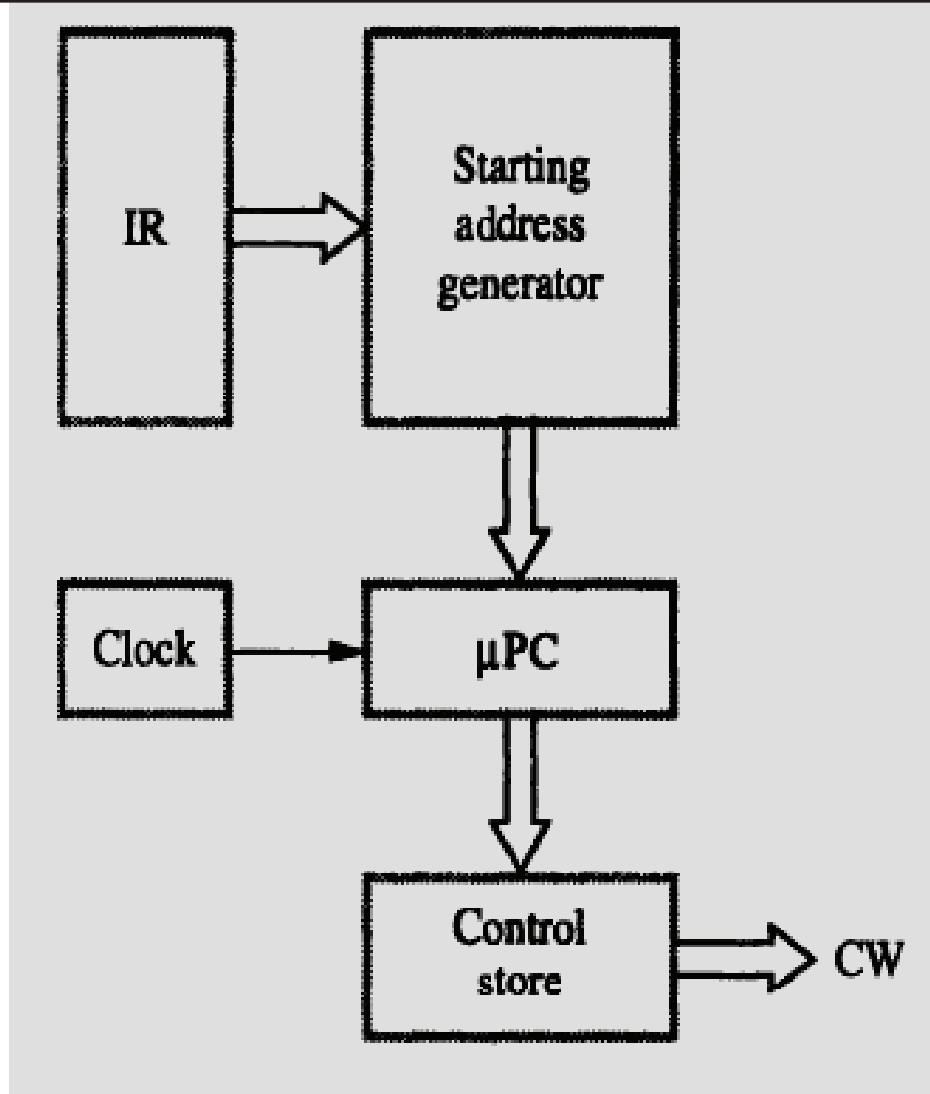 IR
Starting
address
generator
Clock
μPC
Control
store
CW